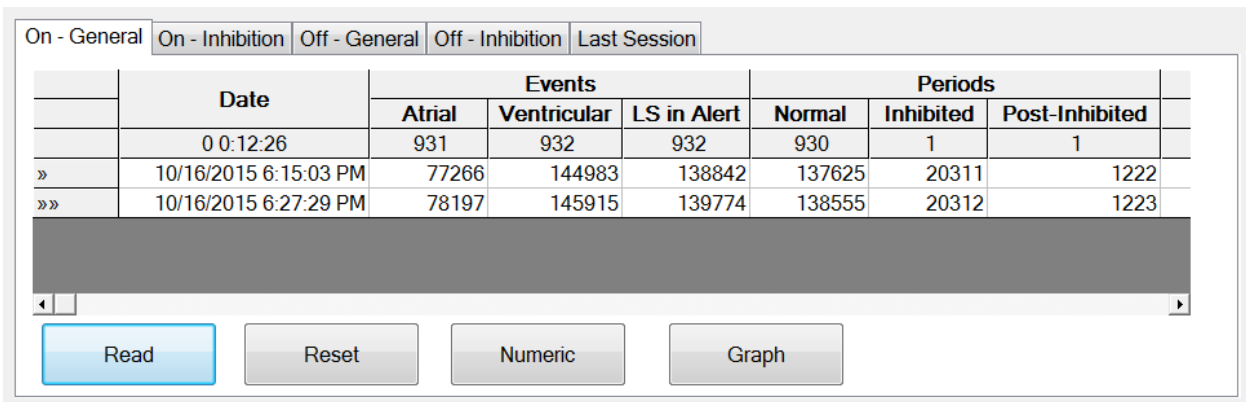 On - General On - Inhibition Off - General Off - Inhibition Last Session
Date Events Periods
Atrial Ventricular LS in Alert Normal Inhibited Post-Inhibited
0 0:12:26 931 932 932 930 1 1
» 10/16/2015 6:15:03 PM 77266 144983 138842 137625 20311 1222
»» 10/16/2015 6:27:29 PM 78197 145915 139774 138555 20312 1223
Read Reset Numeric Graph